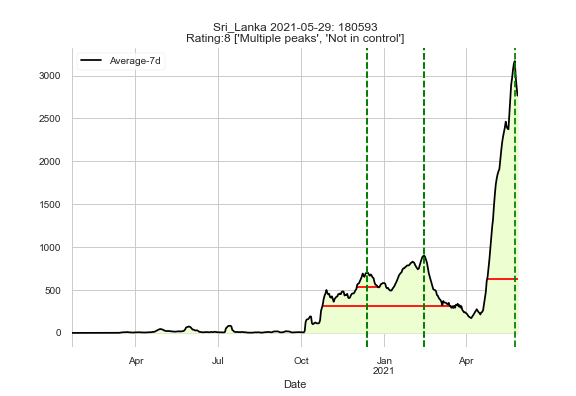 Sri_Lanka 2021-05-29: 180593
Rating:8 ['Multiple peaks', 'Not in control']
Average-7d
3000
2500
2000
1500
1000
500
0
Apr
Jul
Oct
Jan
2021
Apr
Date